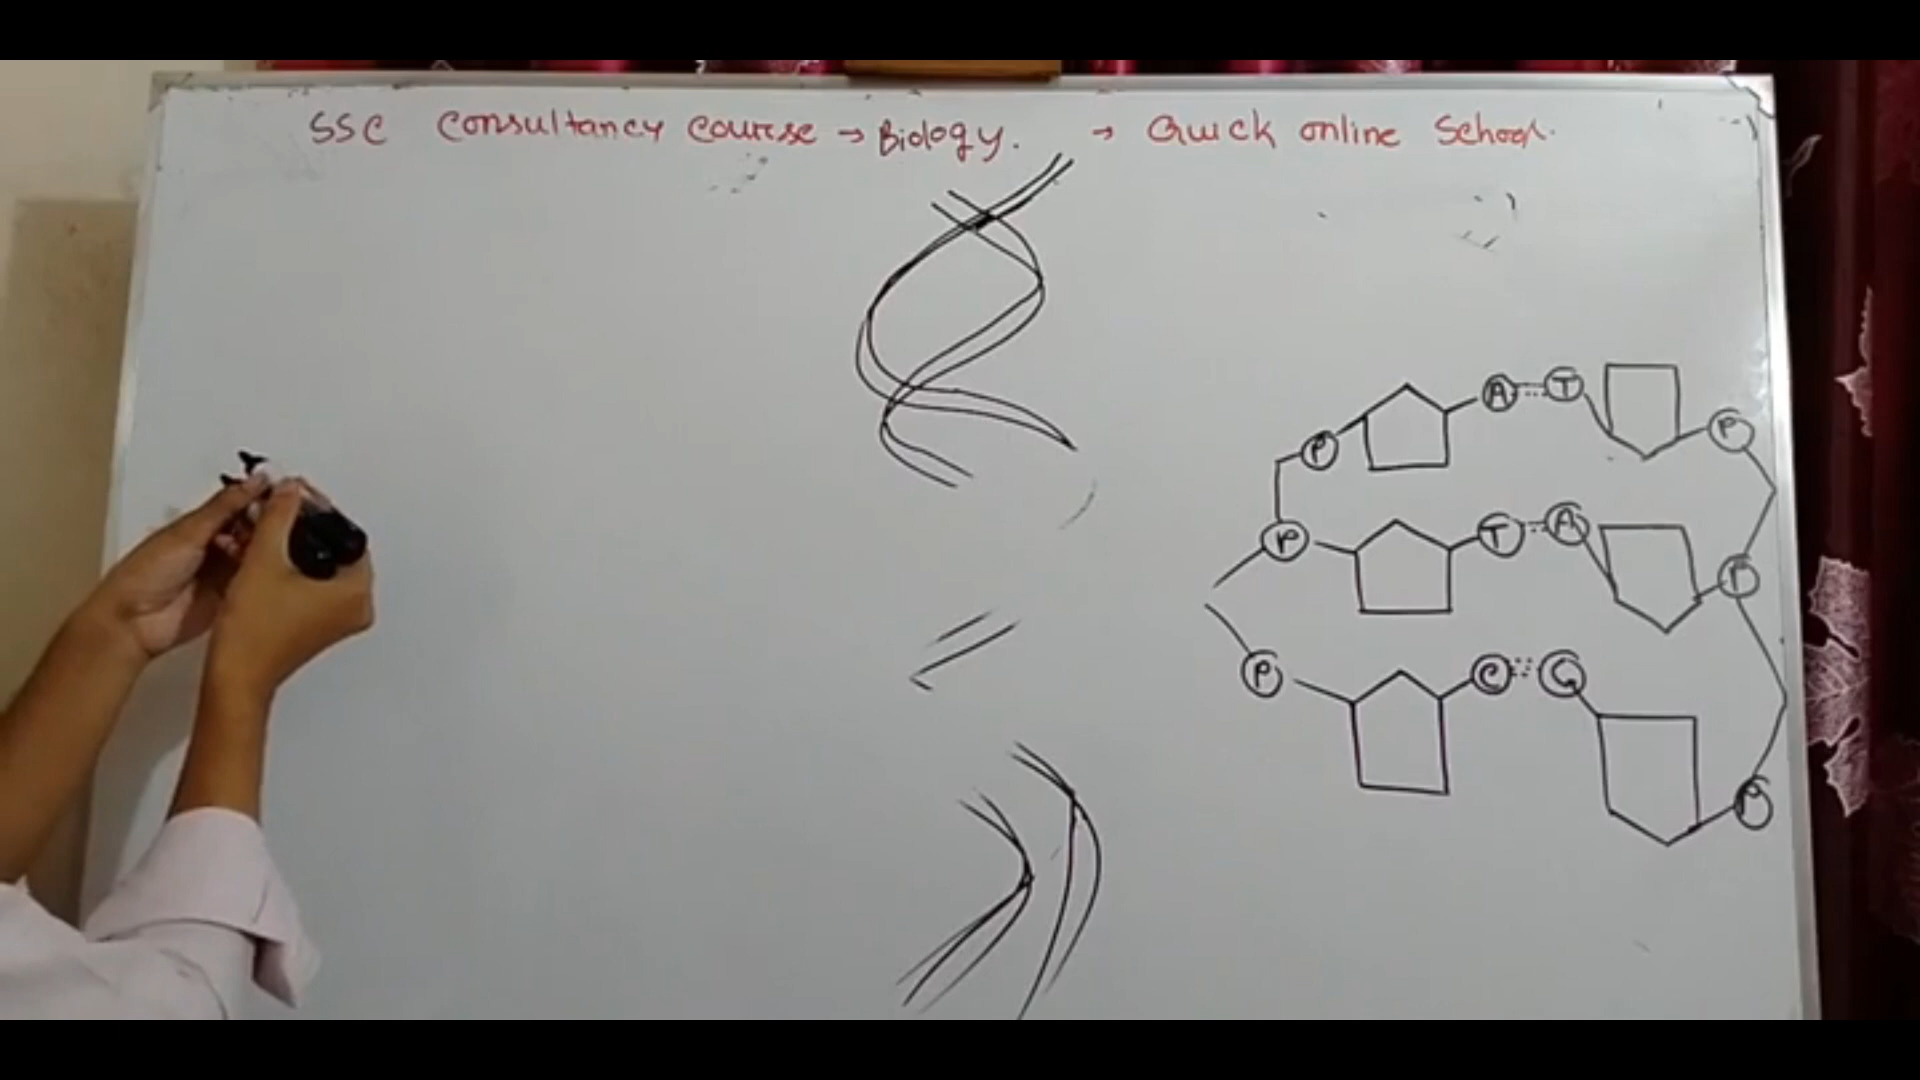 SSC Consultancy Course → Biology. → Quick online School.
P A T P
P T A P
P C G P